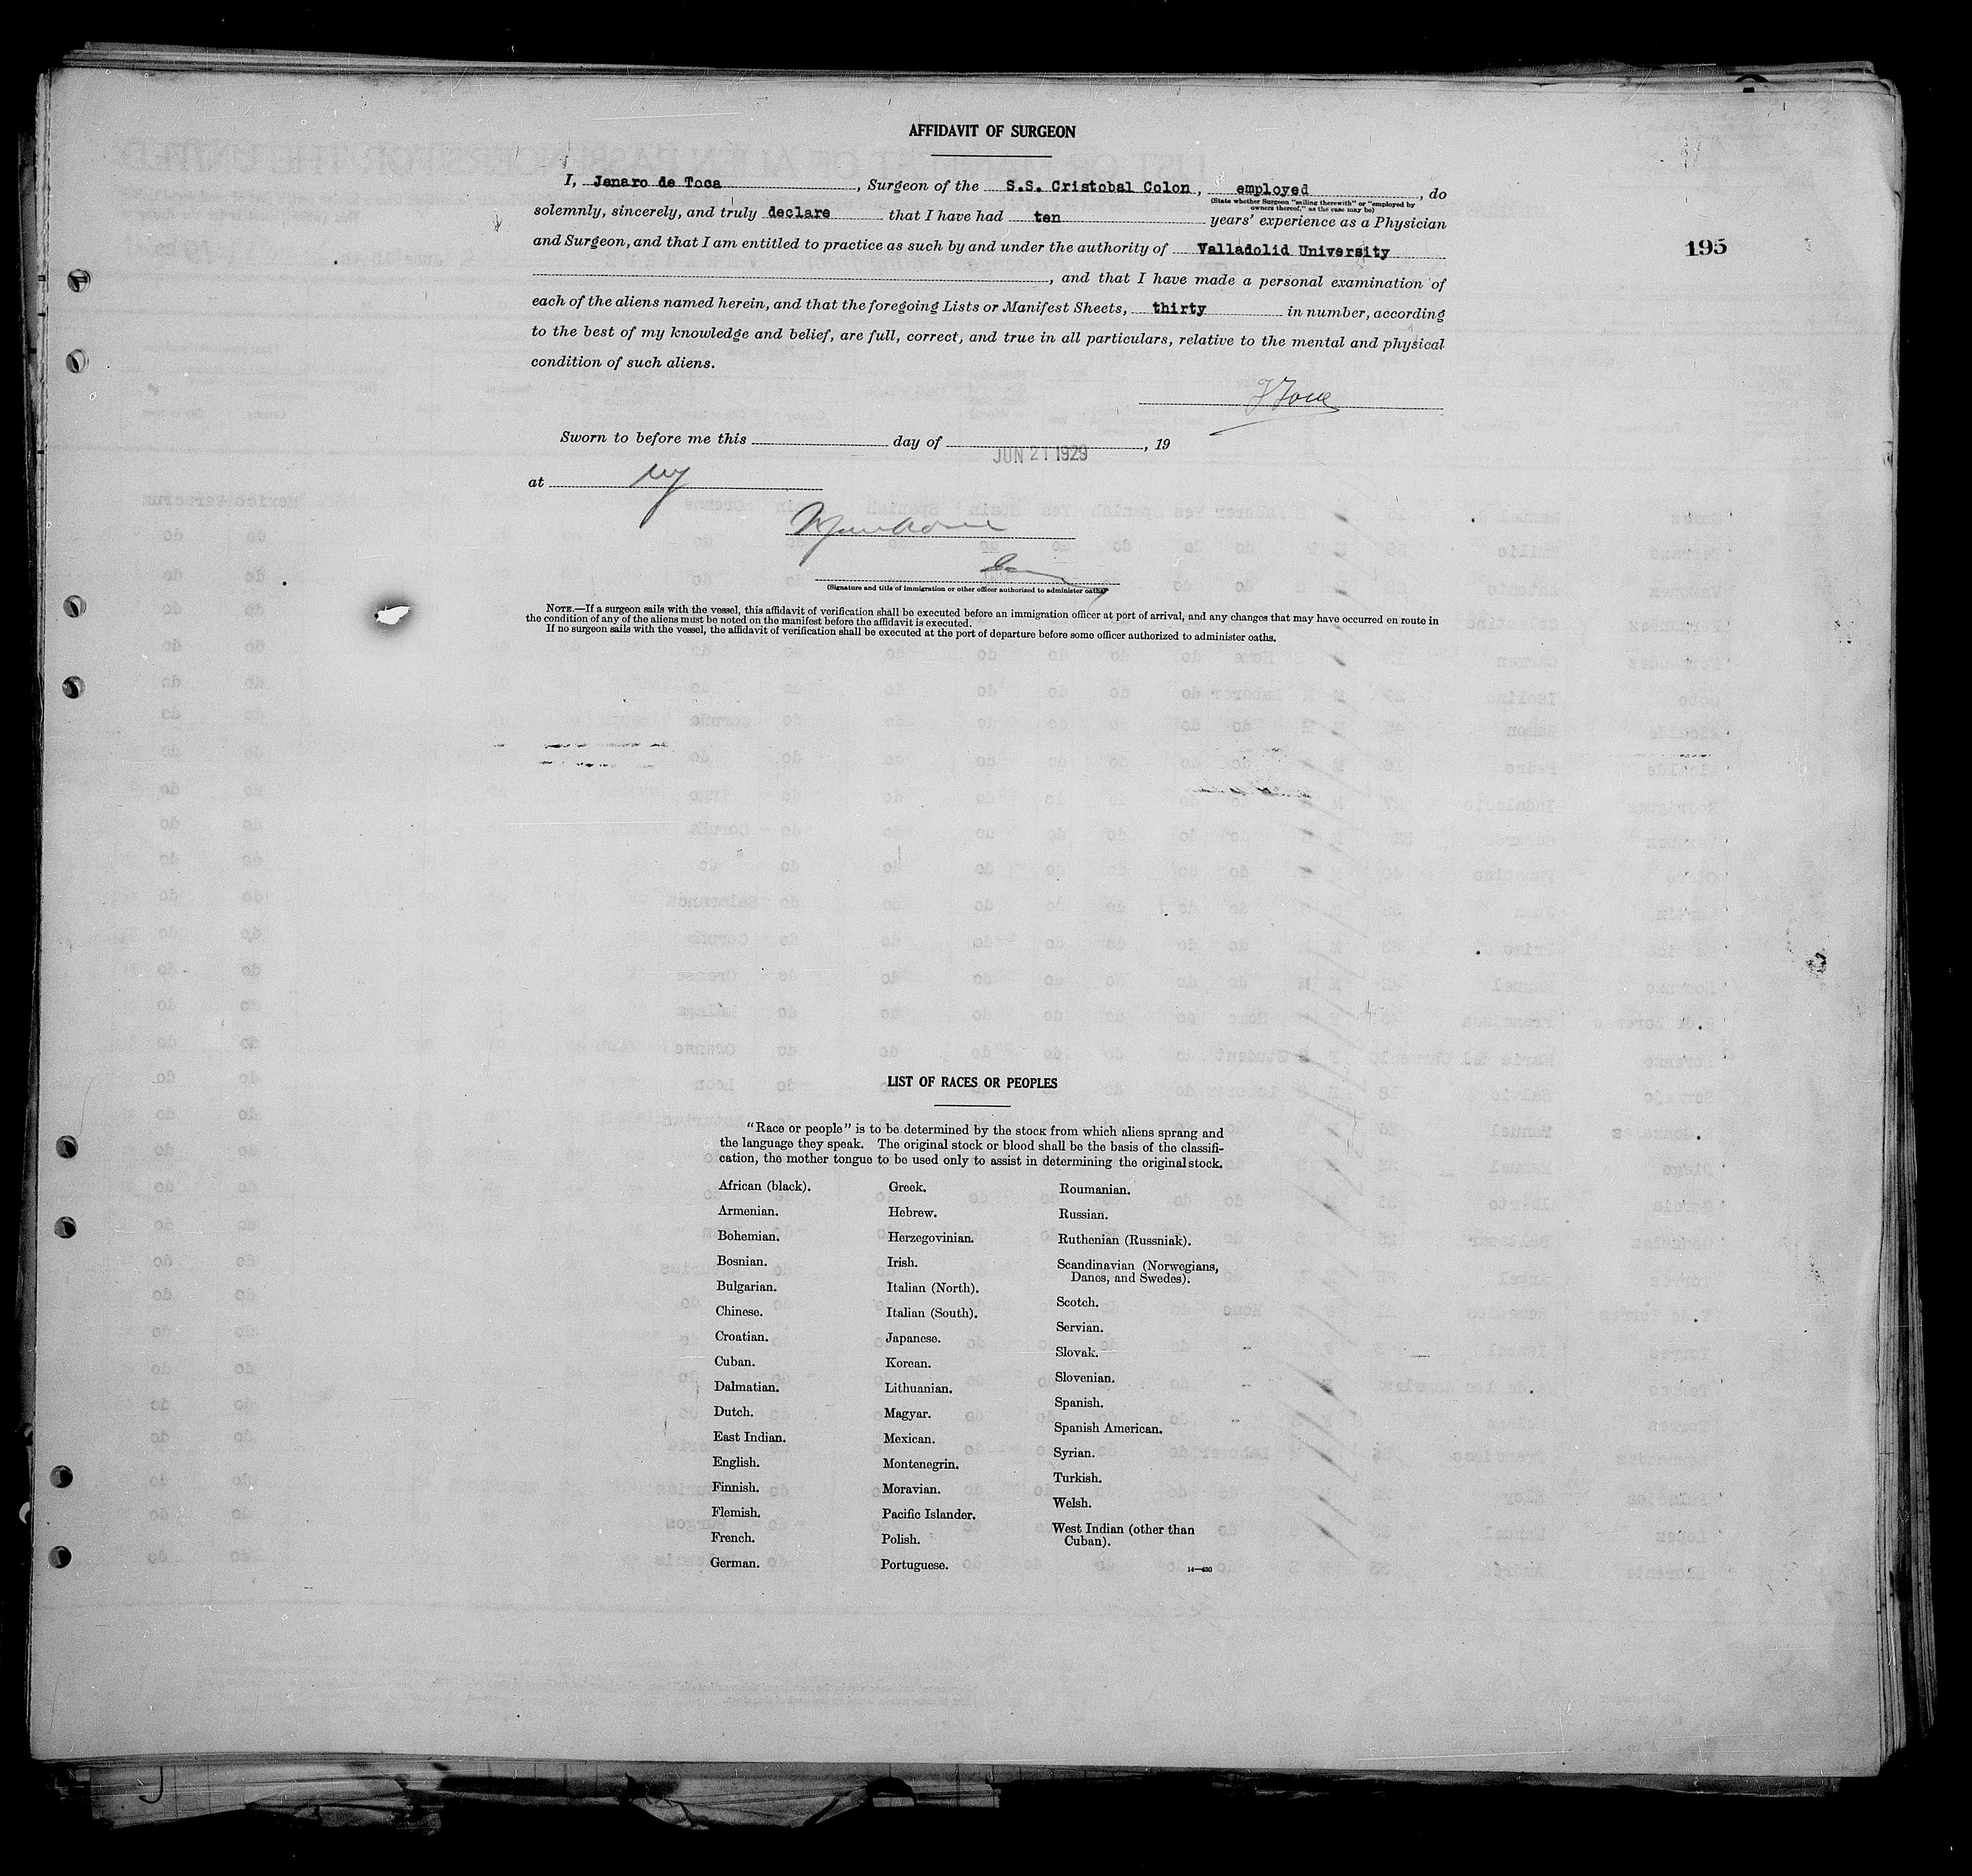 AFFIDAVIT OF SURGEON
I, Jenaro de Toca, Surgeon of the S.S. Cristobal Colon, employed, do
(State whether Surgeon "sailing therewith" or "employed by
owners thereof," as the case may be)
solemnly, sincerely, and truly declare that I have had ten years' experience as a Physician
and Surgeon, and that I am entitled to practice as such by and under the authority of Valladolid University
195
, and that I have made a personal examination of
each of the aliens named herein, and that the foregoing Lists or Manifest Sheets, thirty in number, according
to the best of my knowledge and belief, are full, correct, and true in all particulars, relative to the mental and physical
condition of such aliens.
Sworn to before me this day of , 19
JUN 21 1929
at NY
(Signature and title of immigration or other officer authorized to administer oaths)
NOTE.—If a surgeon sails with the vessel, this affidavit of verification shall be executed before an immigration officer at port of arrival, and any changes that may have occurred en route in
the condition of any of the aliens must be noted on the manifest before the affidavit is executed.
If no surgeon sails with the vessel, the affidavit of verification shall be executed at the port of departure before some officer authorized to administer oaths.
LIST OF RACES OR PEOPLES
"Race or people" is to be determined by the stock from which aliens sprang and
the language they speak. The original stock or blood shall be the basis of the classifi-
cation, the mother tongue to be used only to assist in determining the original stock.
African (black).
Armenian.
Bohemian.
Bosnian.
Bulgarian.
Chinese.
Croatian.
Cuban.
Dalmatian.
Dutch.
East Indian.
English.
Finnish.
Flemish.
French.
German.
Greek.
Hebrew.
Herzegovinian.
Irish.
Italian (North).
Italian (South).
Japanese.
Korean.
Lithuanian.
Magyar.
Mexican.
Montenegrin.
Moravian.
Pacific Islander.
Polish.
Portuguese.
Roumanian.
Russian.
Ruthenian (Russniak).
Scandinavian (Norwegians,
Danes, and Swedes).
Scotch.
Servian.
Slovak.
Slovenian.
Spanish.
Spanish American.
Syrian.
Turkish.
Welsh.
West Indian (other than
Cuban).
14—430